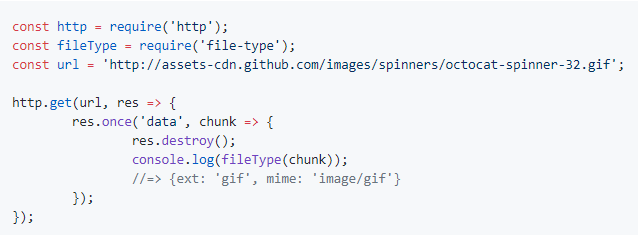 const http = require('http');
const fileType = require('file-type');
const url = 'http://assets-cdn.github.com/images/spinners/octocat-spinner-32.gif';

http.get(url, res => {
        res.once('data', chunk => {
                res.destroy();
                console.log(fileType(chunk));
                //=> {ext: 'gif', mime: 'image/gif'}
        });
});